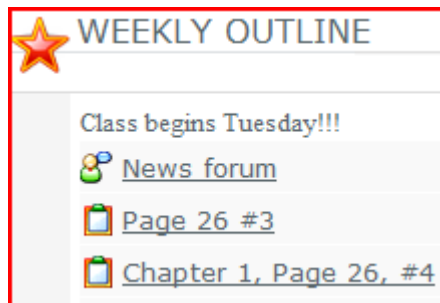 WEEKLY OUTLINE
Class begins Tuesday!!!
News forum
Page 26 #3
Chapter 1, Page 26, #4